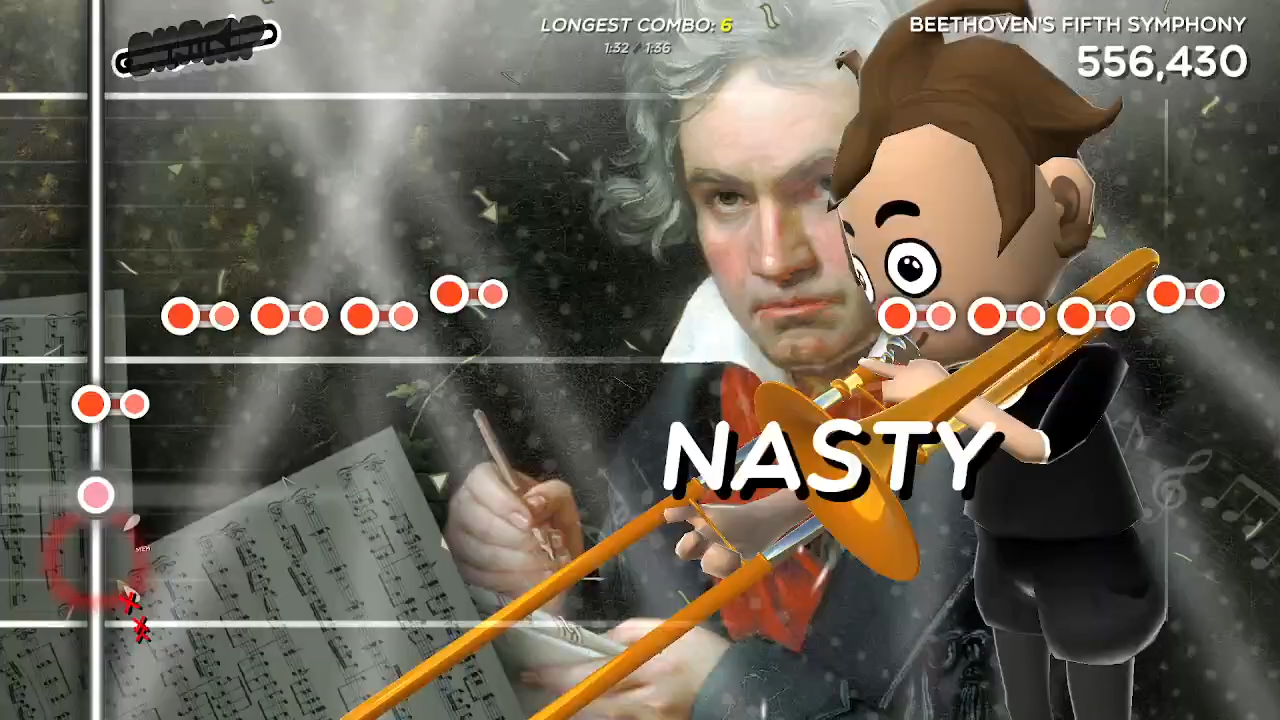 LONGEST COMBO: 6
1:32 / 1:36
BEETHOVEN'S FIFTH SYMPHONY
556,430
NASTY